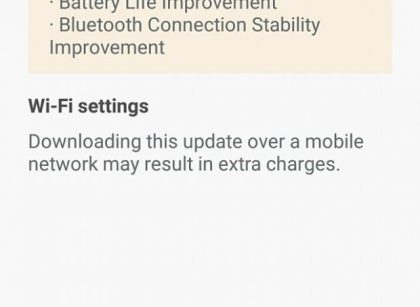 · Battery Life Improvement
· Bluetooth Connection Stability
Improvement
Wi-Fi settings
Downloading this update over a mobile
network may result in extra charges.